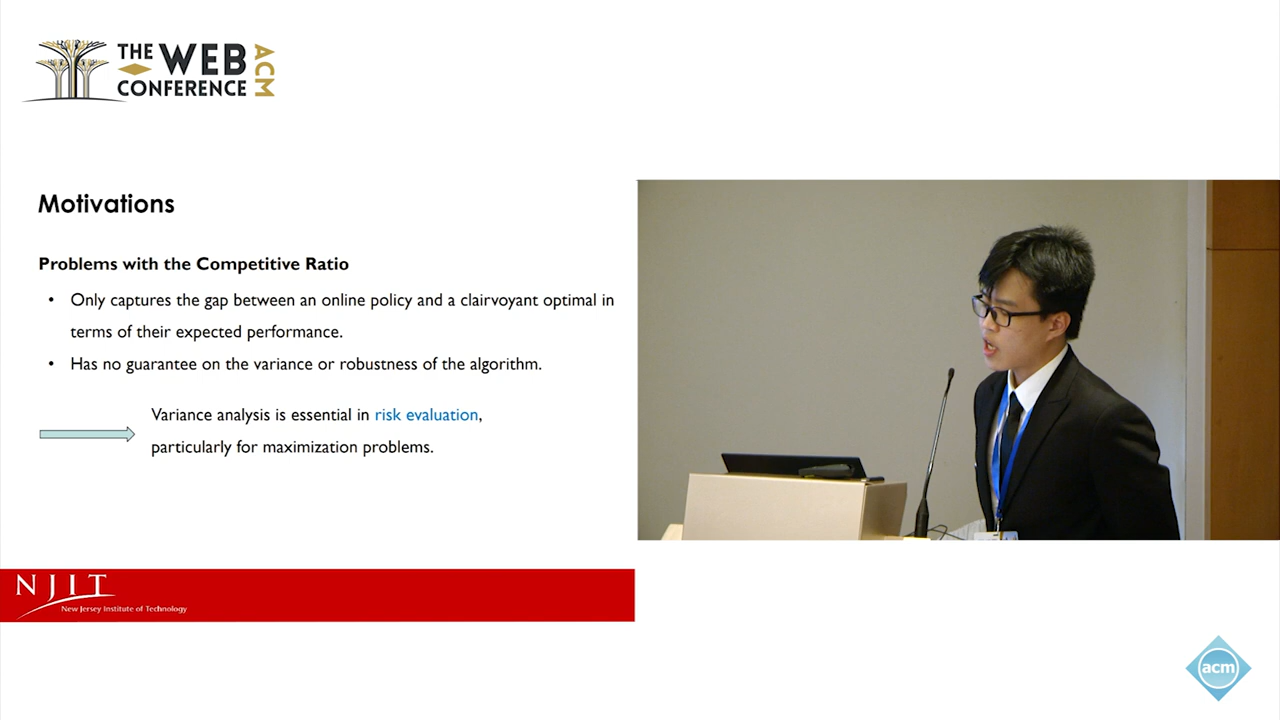 THE WEB
CONFERENCE
ACM
Motivations
Problems with the Competitive Ratio
• Only captures the gap between an online policy and a clairvoyant optimal in
terms of their expected performance.
• Has no guarantee on the variance or robustness of the algorithm.
Variance analysis is essential in risk evaluation,
particularly for maximization problems.
NJIT
New Jersey Institute of Technology
acm